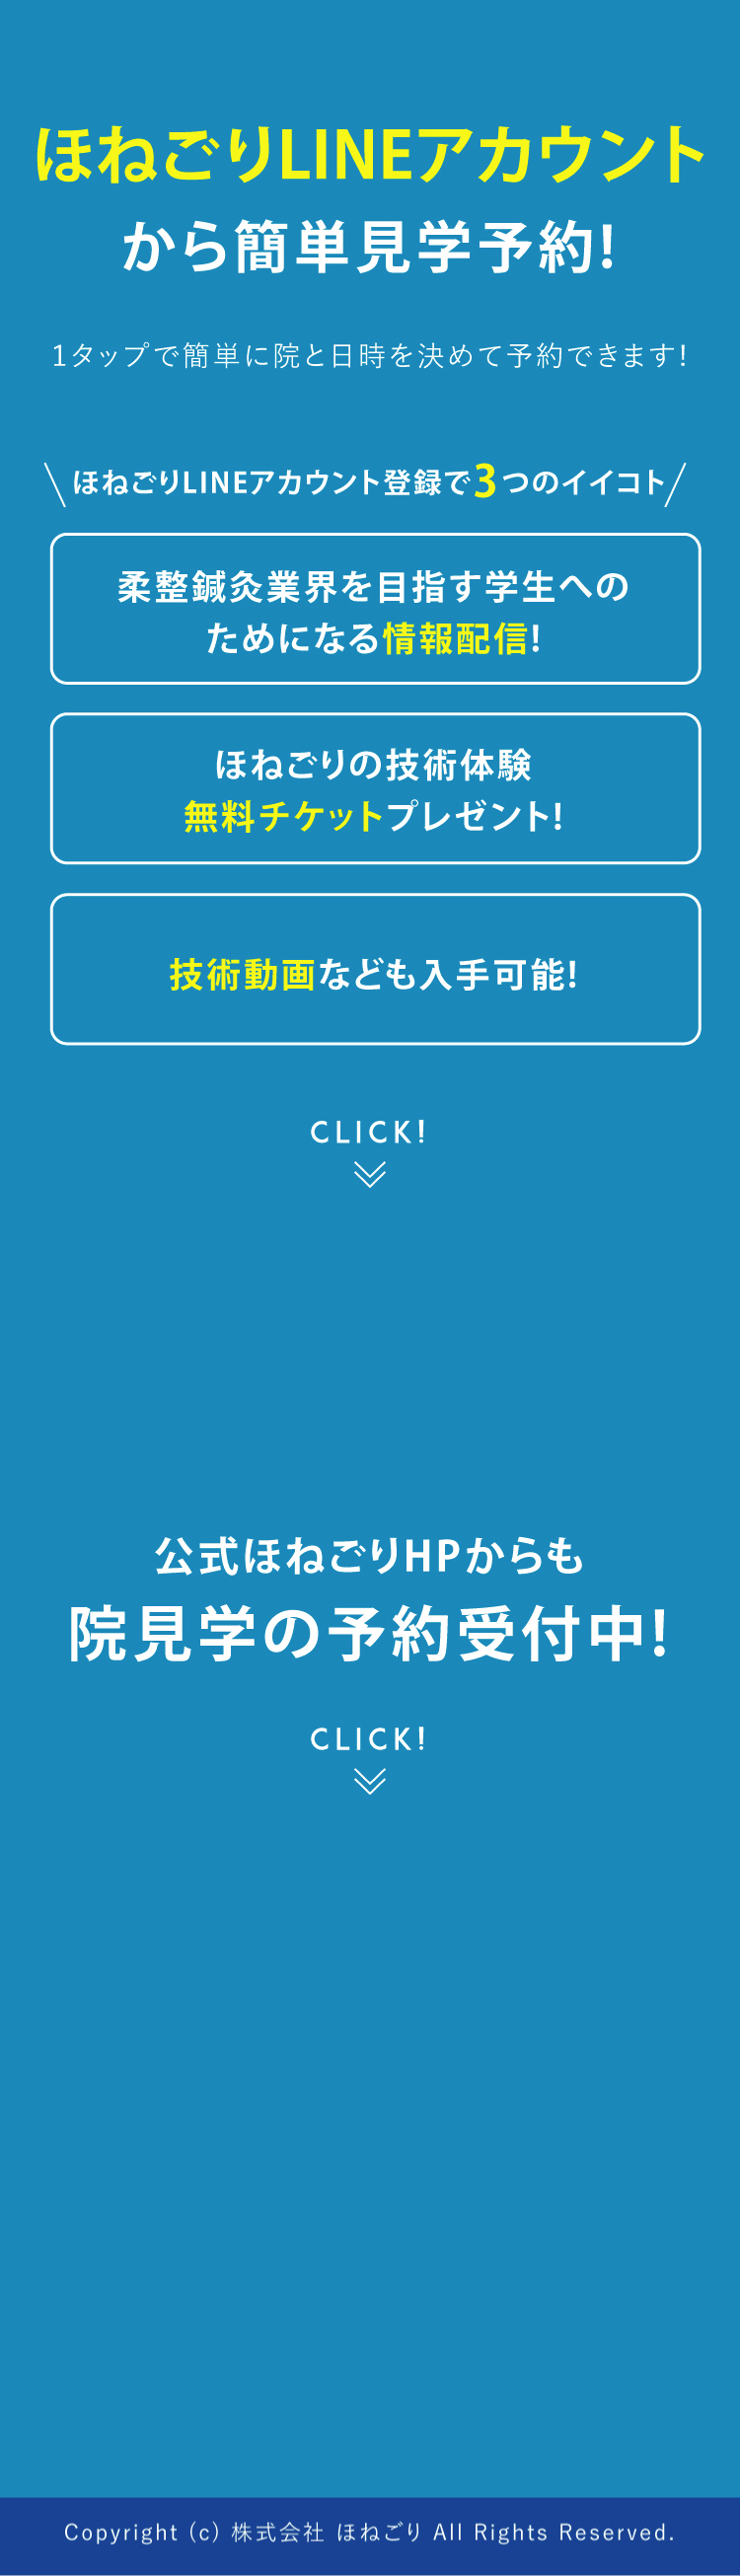 ほねごりLINEアカウント
から簡単見学予約!
1タップで簡単に院と日時を決めて予約できます!
\ ほねごりLINEアカウント登録で3つのイイコト /
柔整鍼灸業界を目指す学生への
ためになる情報配信!
ほねごりの技術体験
無料チケットプレゼント!
技術動画なども入手可能!
CLICK!
公式ほねごりHPからも
院見学の予約受付中!
CLICK!
Copyright (c) 株式会社 ほねごり All Rights Reserved.